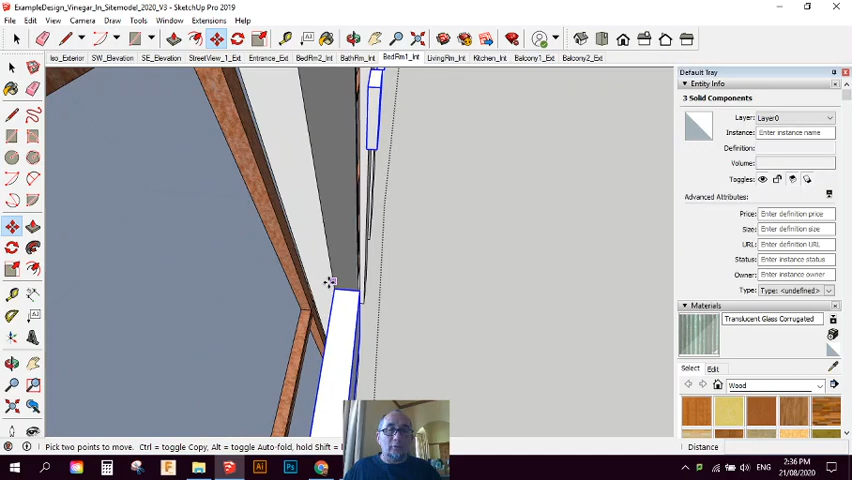 ExampleDesign_Vinegar_In_Sitemodel_2020_V3 - SketchUp Pro 2019
File Edit View Camera Draw Tools Window Extensions Help
Iso_Exterior SW_Elevation SE_Elevation StreetView_1_Ext Entrance_Ext BedRm2_Int BathRm_Int BedRm1_Int LivingRm_Int Kitchen_Int Balcony1_Ext Balcony2_Ext
Default Tray
Entity Info
3 Solid Components
Layer: Layer0
Instance: Enter instance name
Definition:
Volume:
Toggles:
Advanced Attributes:
Price: Enter definition price
Size: Enter definition size
URL: Enter definition URL
Status: Enter definition status
Owner: Enter definition owner
Type: Type: <undefined>
Materials
Translucent Glass Corrugated
Select Edit
Wood
Pick two points to move. Ctrl = toggle Copy, Alt = toggle Auto-fold, hold Shift =
Distance
ENG
2:36 PM
21/08/2020